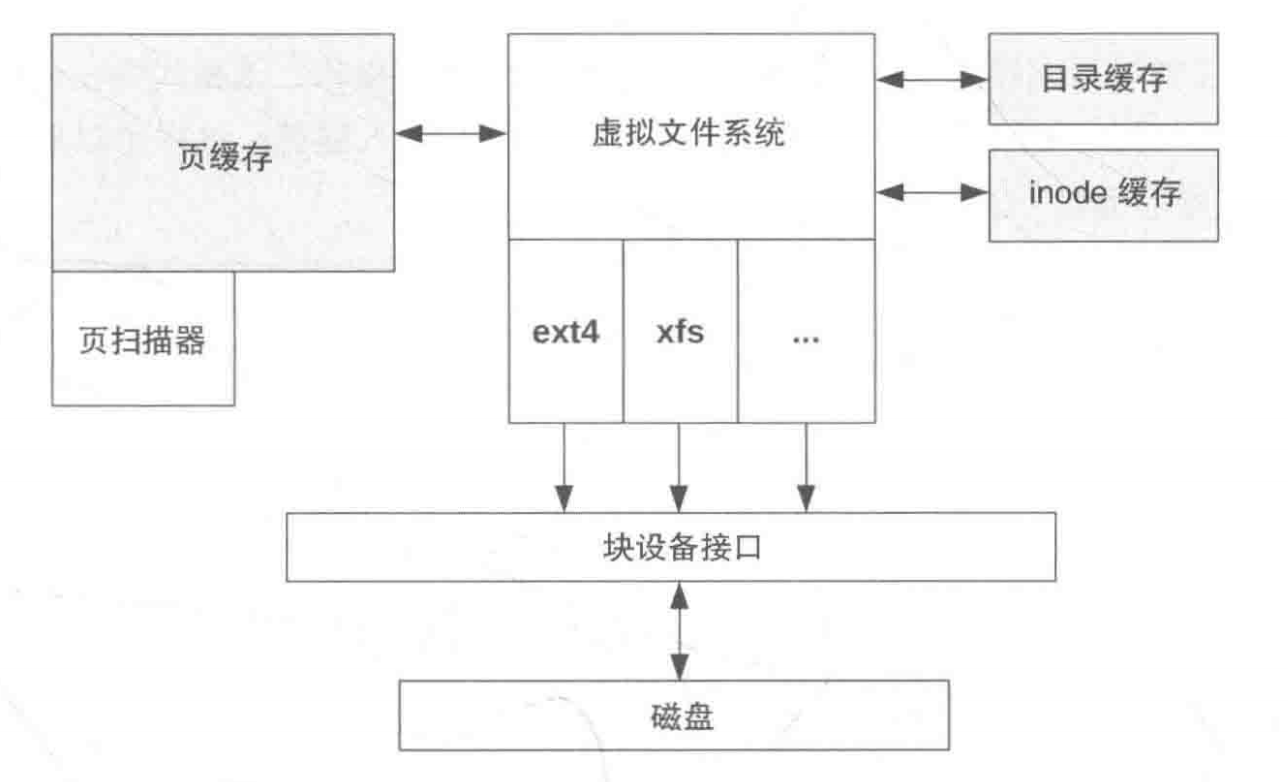 页缓存
虚拟文件系统
目录缓存
inode 缓存
页扫描器
ext4
xfs
...
块设备接口
磁盘